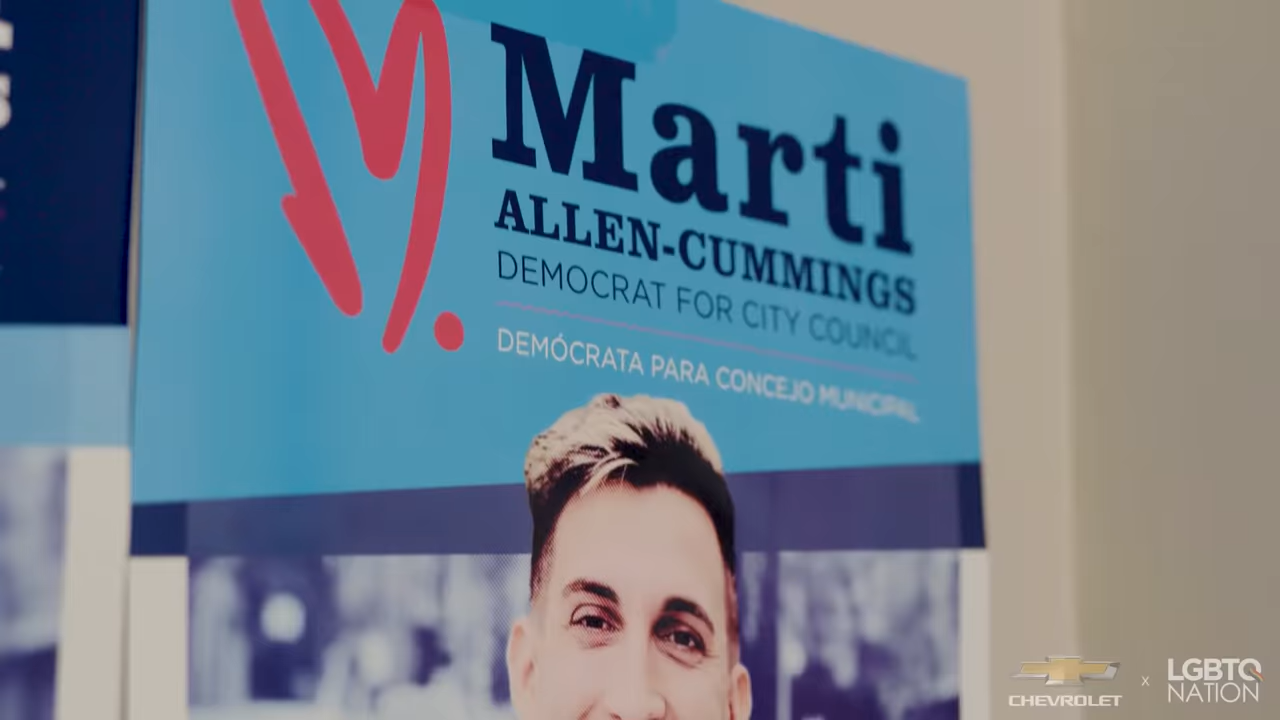 Marti
ALLEN-CUMMINGS
DEMOCRAT FOR CITY COUNCIL
DEMÓCRATA PARA CONCEJO MUNICIPAL
CHEVROLET x LGBTQ NATION